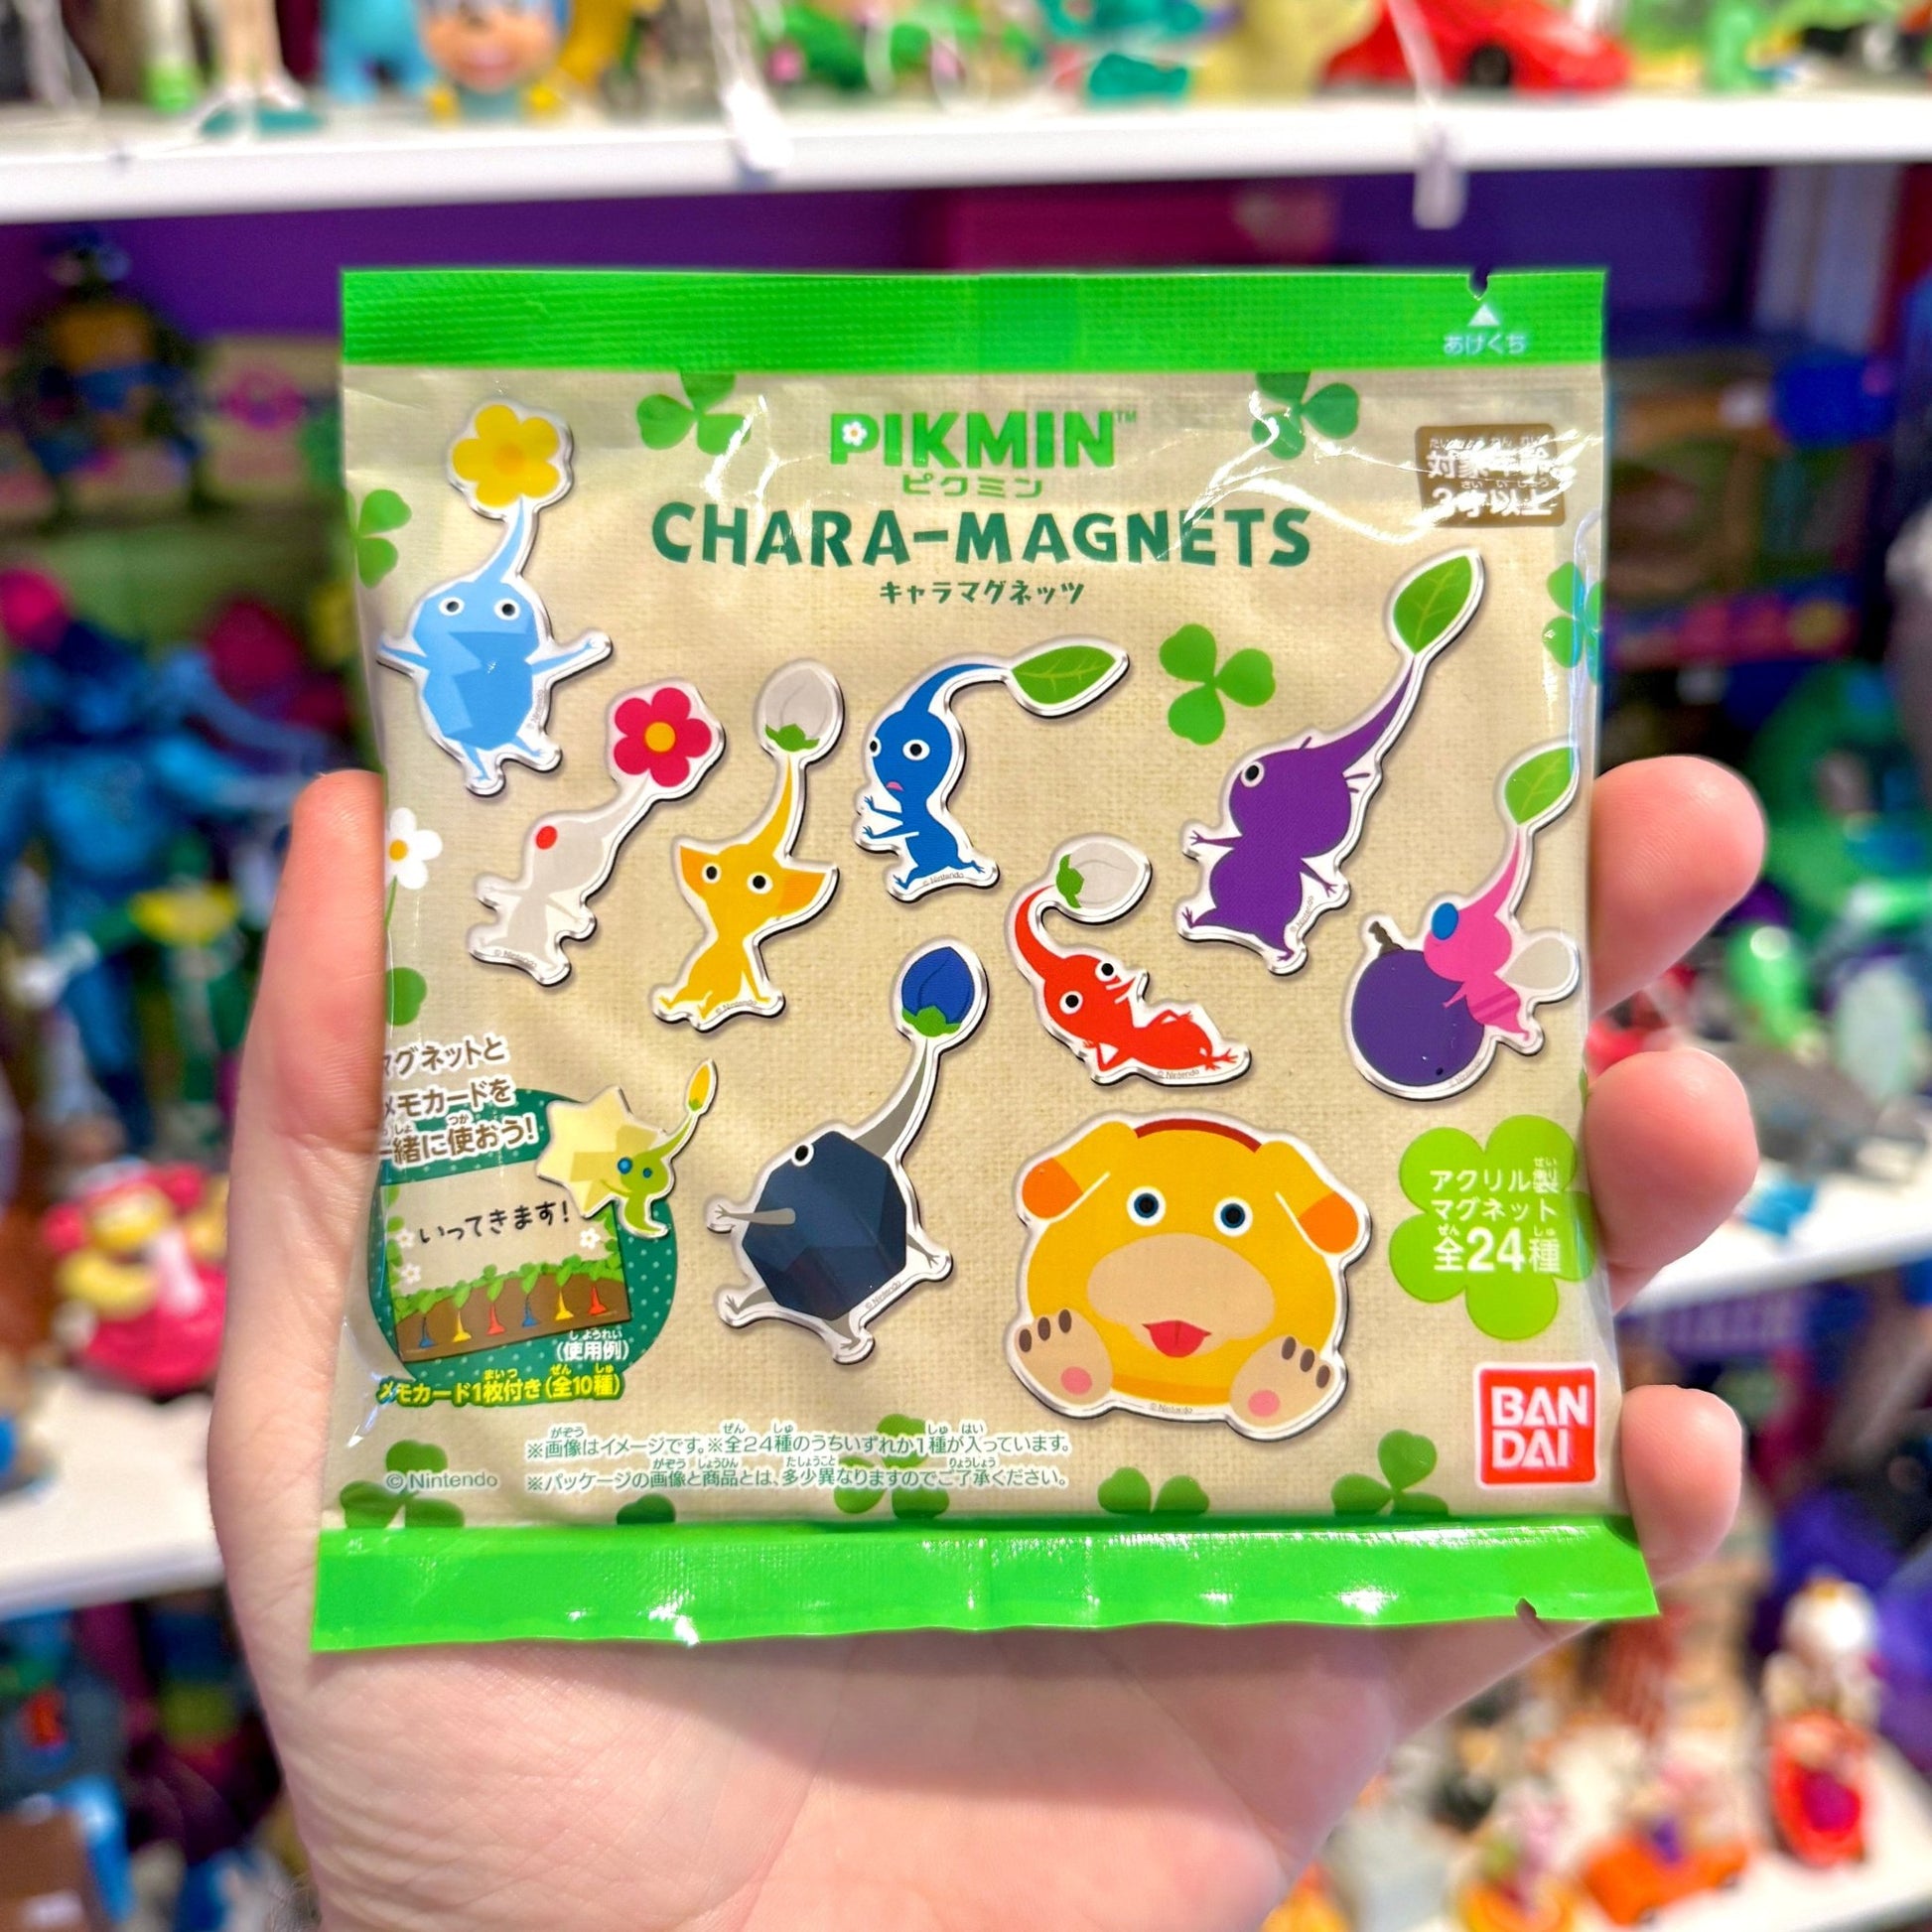 あけくち
PIKMIN™
ピクミン
CHARA-MAGNETS
キャラマグネッツ
対象年齢
3才以上
マグネットと
メモカードを
一緒に使おう!
いってきます!
(使用例)
メモカード1枚付き(全10種)
アクリル製
マグネット
全24種
BAN
DAI
※画像はイメージです。※全24種のうちいずれか1種が入っています。
※パッケージの画像と商品とは、多少異なりますのでご了承ください。
© Nintendo